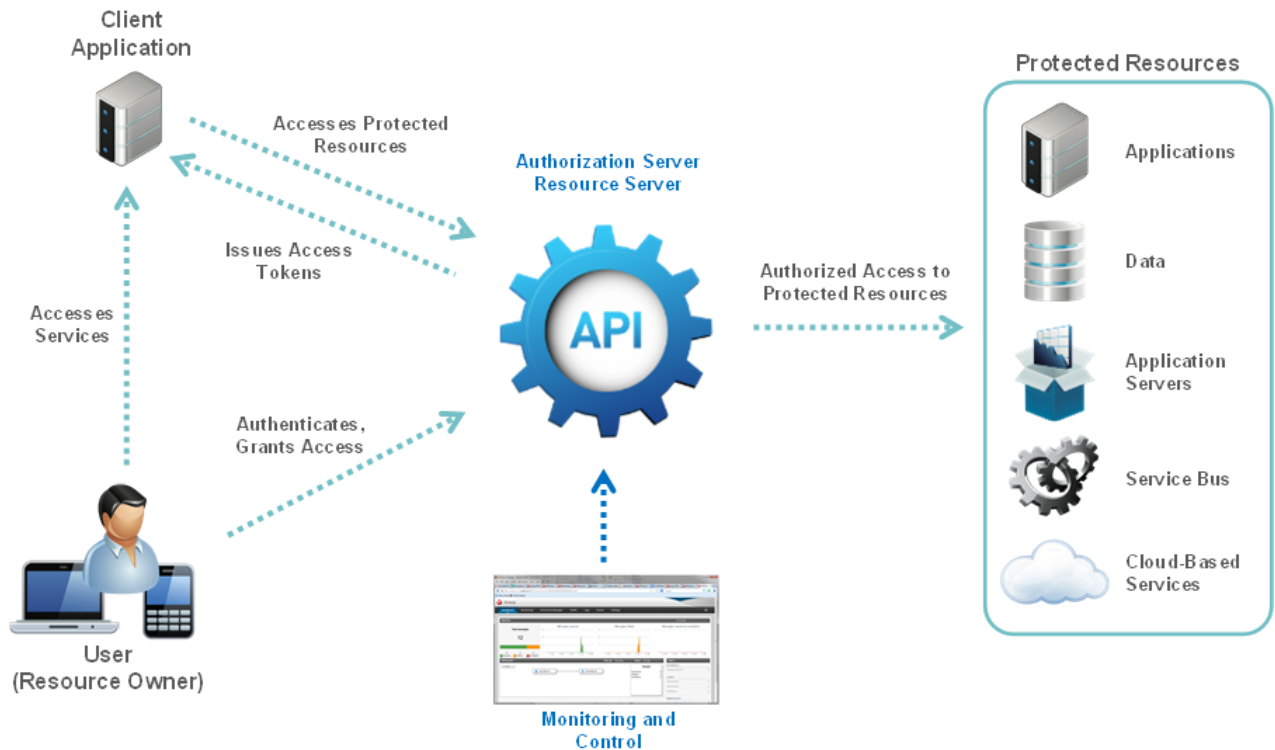 Client
Application
Protected Resources
Accesses Protected
Resources
Authorization Server
Resource Server
Applications
Issues Access
Tokens
Data
Authorized Access to
Protected Resources
Accesses
Services
API
Application
Servers
Authenticates,
Grants Access
Service Bus
Cloud-Based
Services
User
(Resource Owner)
12
Monitoring and
Control